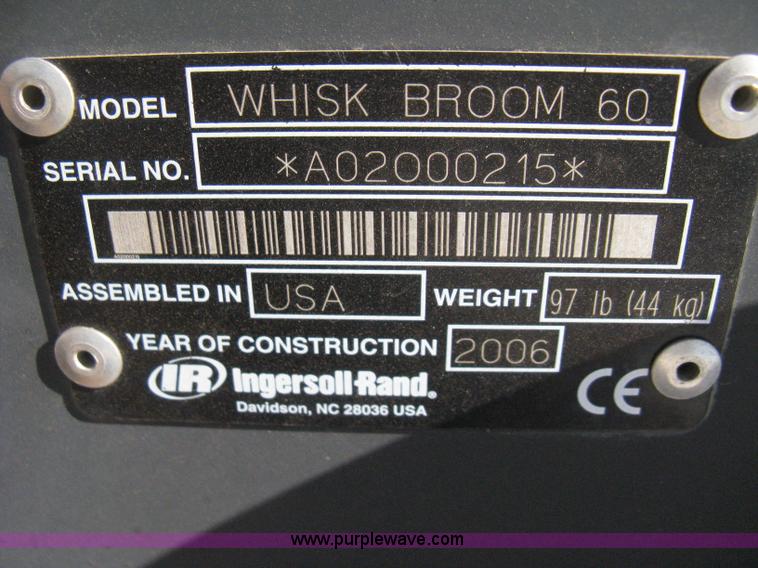 MODEL WHISK BROOM 60
SERIAL NO. *A02000215*
A02000215
ASSEMBLED IN USA WEIGHT 97 lb (44 kg)
YEAR OF CONSTRUCTION 2006
IR Ingersoll-Rand®
Davidson, NC 28036 USA
CE
www.purplewave.com